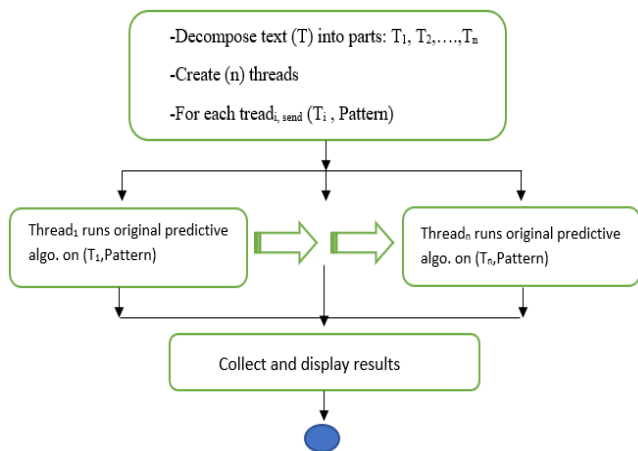 -Decompose text (T) into parts: T₁, T₂,….,Tₙ
-Create (n) threads
-For each treadᵢ, send (Tᵢ , Pattern)
Thread₁ runs original predictive
algo. on (T₁,Pattern)
Threadₙ runs original predictive
algo. on (Tₙ,Pattern)
Collect and display results